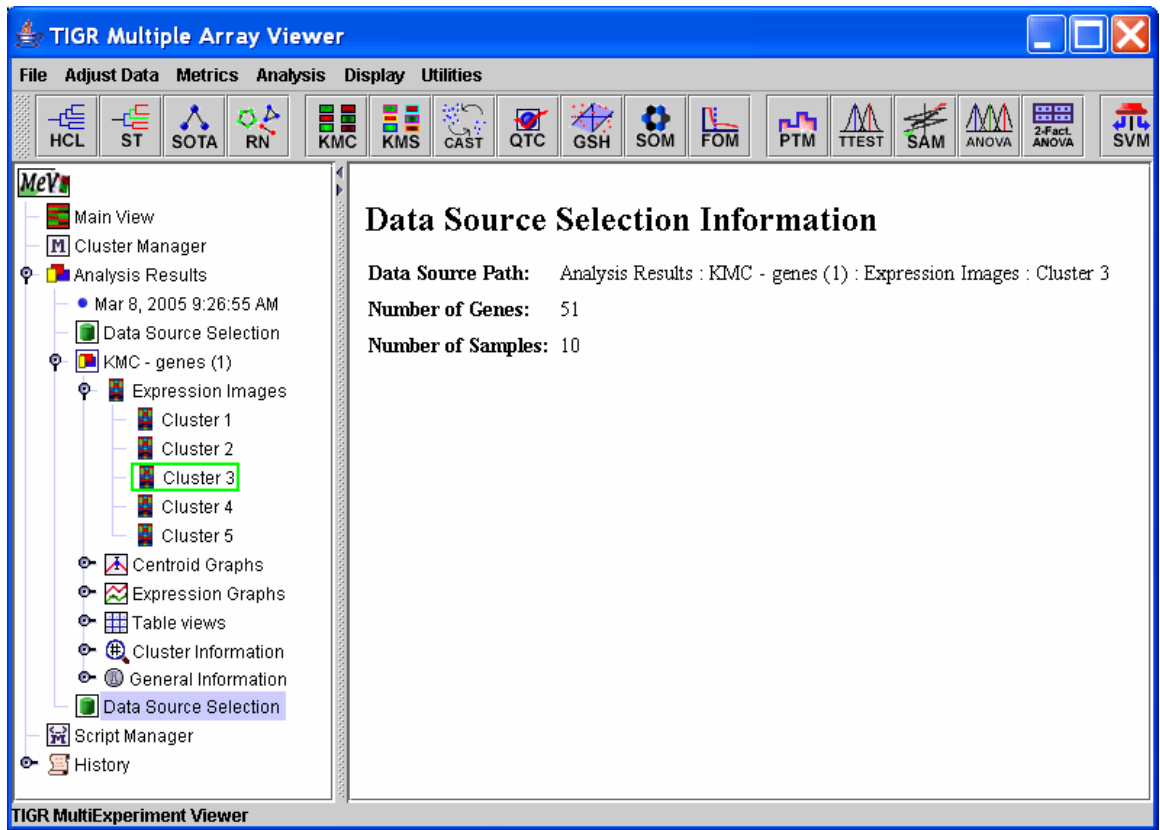 TIGR Multiple Array Viewer
File Adjust Data Metrics Analysis Display Utilities
HCL ST SOTA RN KMC KMS CAST QTC GSH SOM FOM PTM TTEST SAM ANOVA 2-Fact. ANOVA SVM
MeV
Main View
M Cluster Manager
Analysis Results
Mar 8, 2005 9:26:55 AM
Data Source Selection
KMC - genes (1)
Expression Images
Cluster 1
Cluster 2
Cluster 3
Cluster 4
Cluster 5
Centroid Graphs
Expression Graphs
Table views
# Cluster Information
General Information
Data Source Selection
Script Manager
History
Data Source Selection Information
Data Source Path: Analysis Results : KMC - genes (1) : Expression Images : Cluster 3
Number of Genes: 51
Number of Samples: 10
TIGR MultiExperiment Viewer